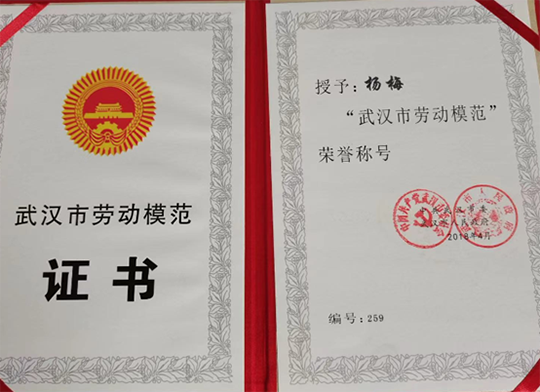 武汉市劳动模范
证书
授予：杨梅
“武汉市劳动模范”
荣誉称号
2018年4月
编号：259